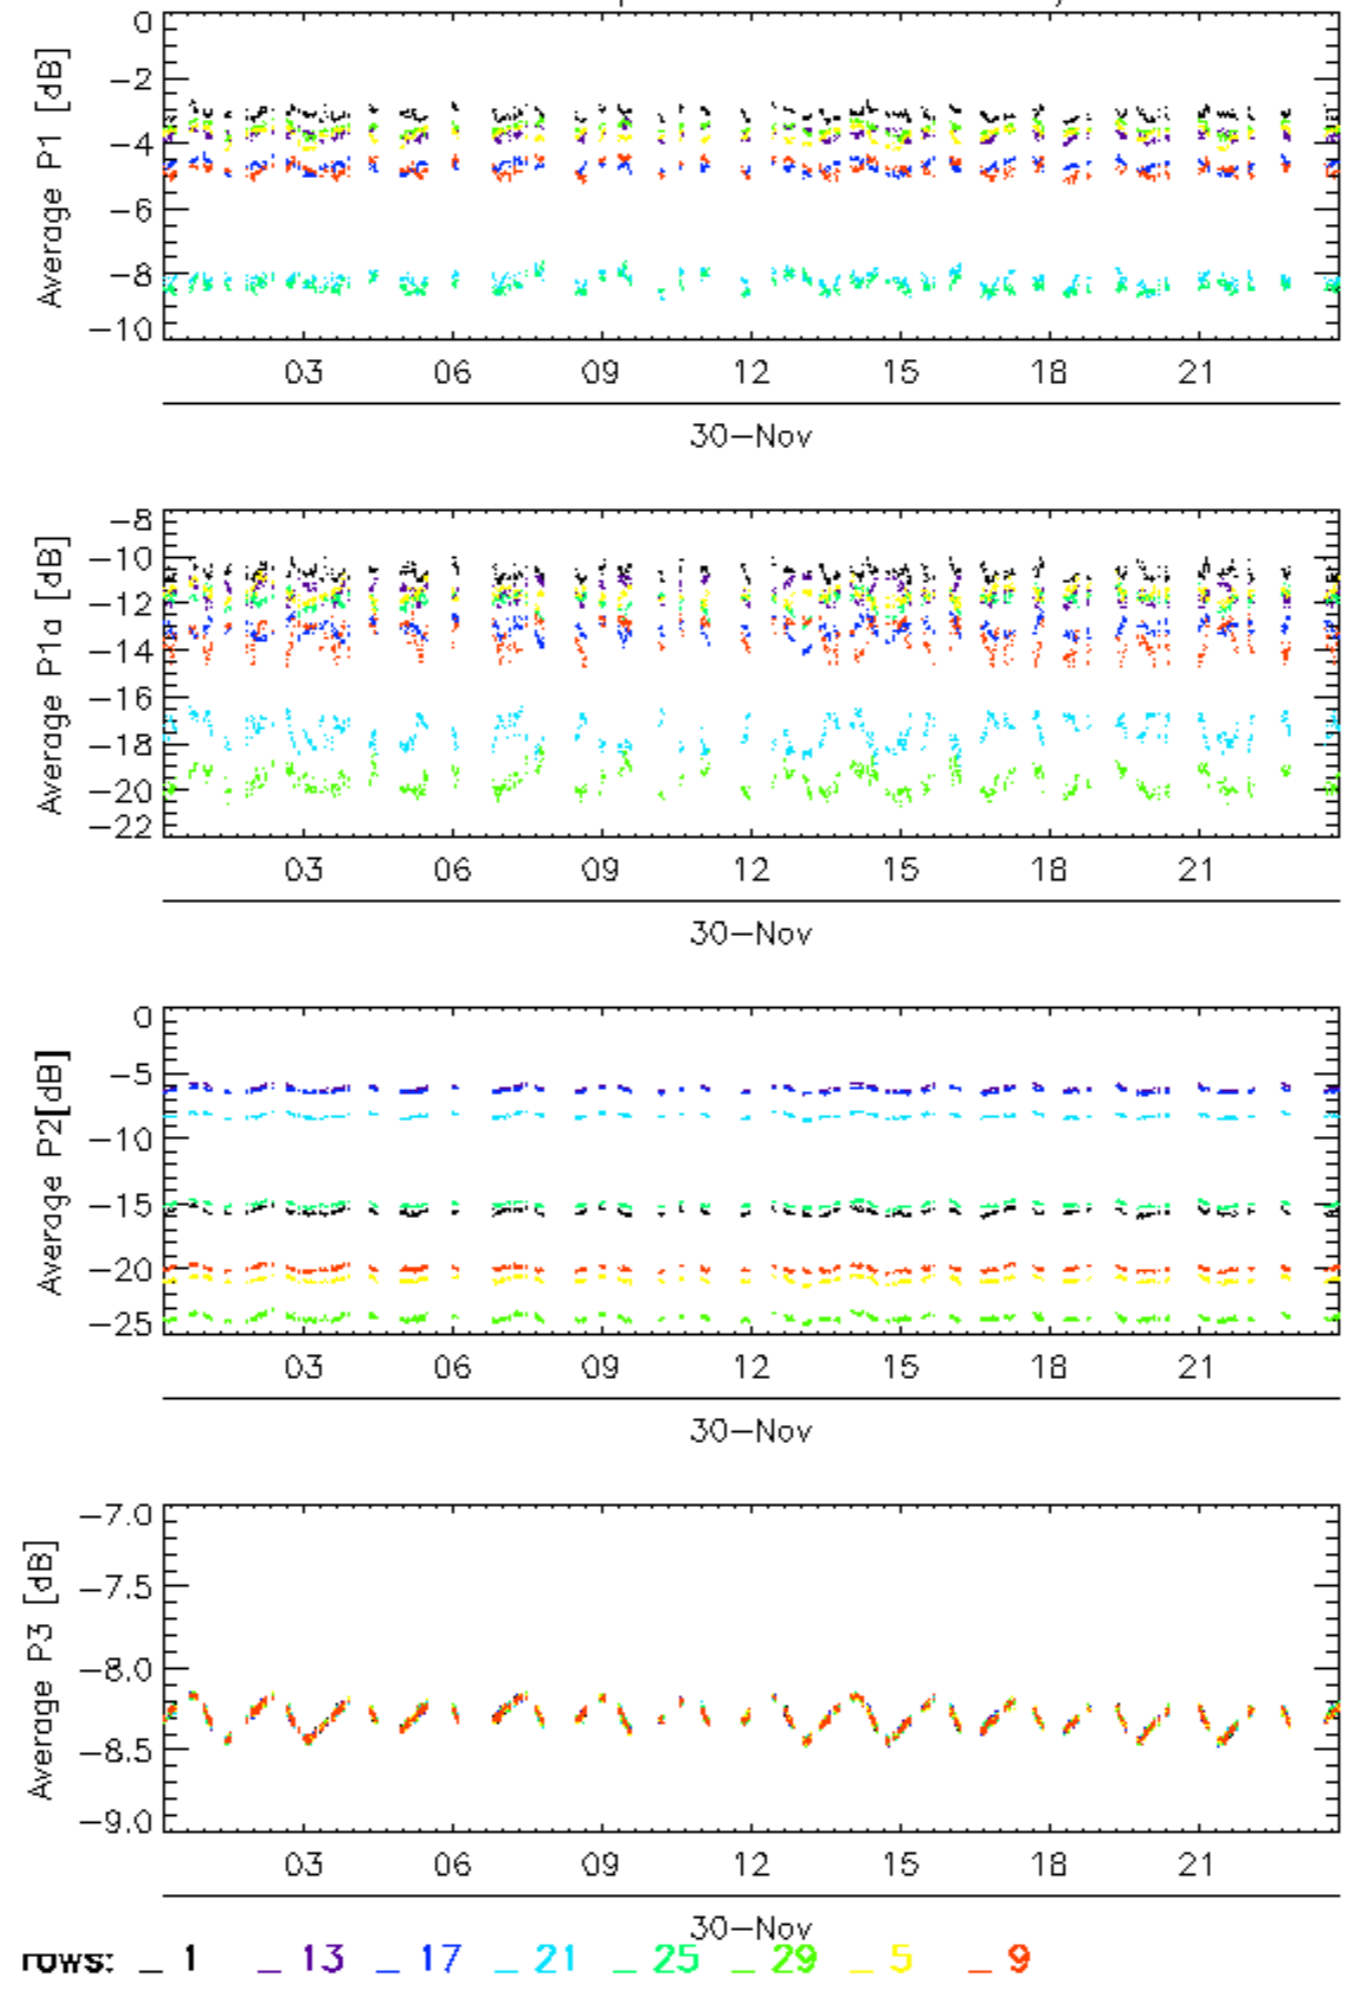 0
−2
−4
−6
−8
−10
Average P1 [dB]
03 06 09 12 15 18 21
30−Nov
−8
−10
−12
−14
−16
−18
−20
−22
Average P1a [dB]
03 06 09 12 15 18 21
30−Nov
0
−5
−10
−15
−20
−25
Average P2[dB]
03 06 09 12 15 18 21
30−Nov
−7.0
−7.5
−8.0
−8.5
−9.0
Average P3 [dB]
03 06 09 12 15 18 21
30−Nov
rows: _ 1 _ 13 _ 17 _ 21 _ 25 _ 29 _ 5 _ 9